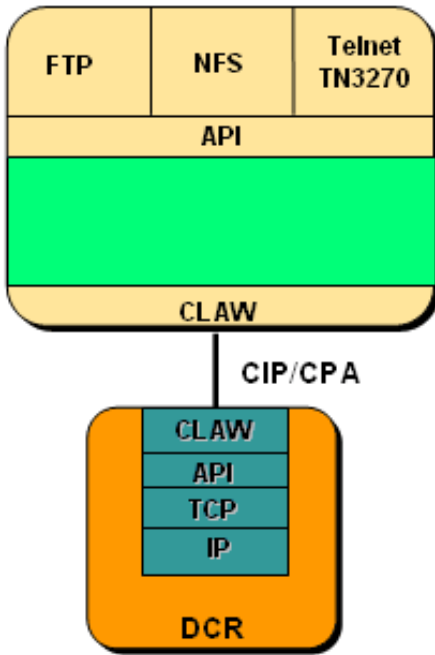 FTP
NFS
Telnet
TN3270
API
CLAW
CIP/CPA
CLAW
API
TCP
IP
DCR